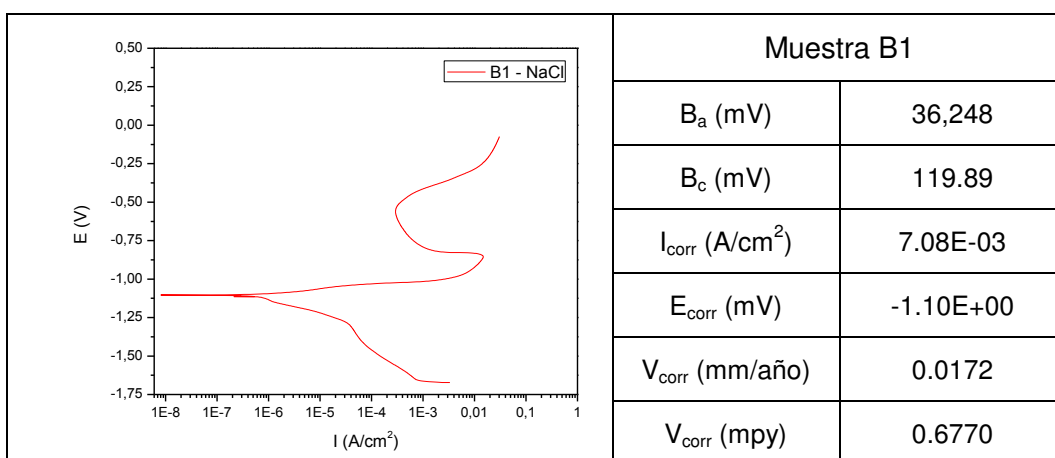 0,50
0,25
0,00
-0,25
-0,50
-0,75
-1,00
-1,25
-1,50
-1,75
E (V)
B1 - NaCl
1E-8 1E-7 1E-6 1E-5 1E-4 1E-3 0,01 0,1 1
I (A/cm²)
Muestra B1
Bₐ (mV) 36,248
B꜀ (mV) 119.89
Icorr (A/cm²) 7.08E-03
Ecorr (mV) -1.10E+00
Vcorr (mm/año) 0.0172
Vcorr (mpy) 0.6770